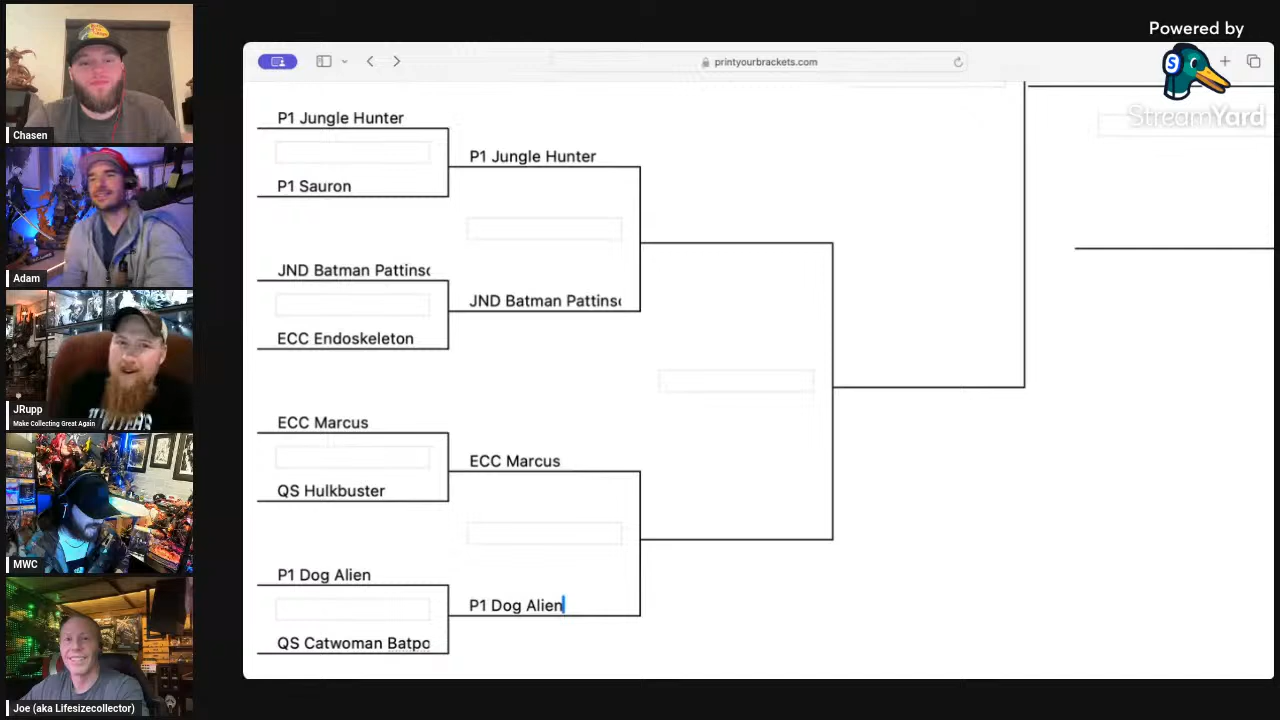 Powered by
StreamYard
printyourbrackets.com
P1 Jungle Hunter
P1 Jungle Hunter
P1 Sauron
JND Batman Pattinsc
JND Batman Pattinsc
ECC Endoskeleton
ECC Marcus
ECC Marcus
QS Hulkbuster
P1 Dog Alien
P1 Dog Alien
QS Catwoman Batpo
Chasen
Adam
JRupp
Make Collecting Great Again
MWC
Joe (aka Lifesizecollector)